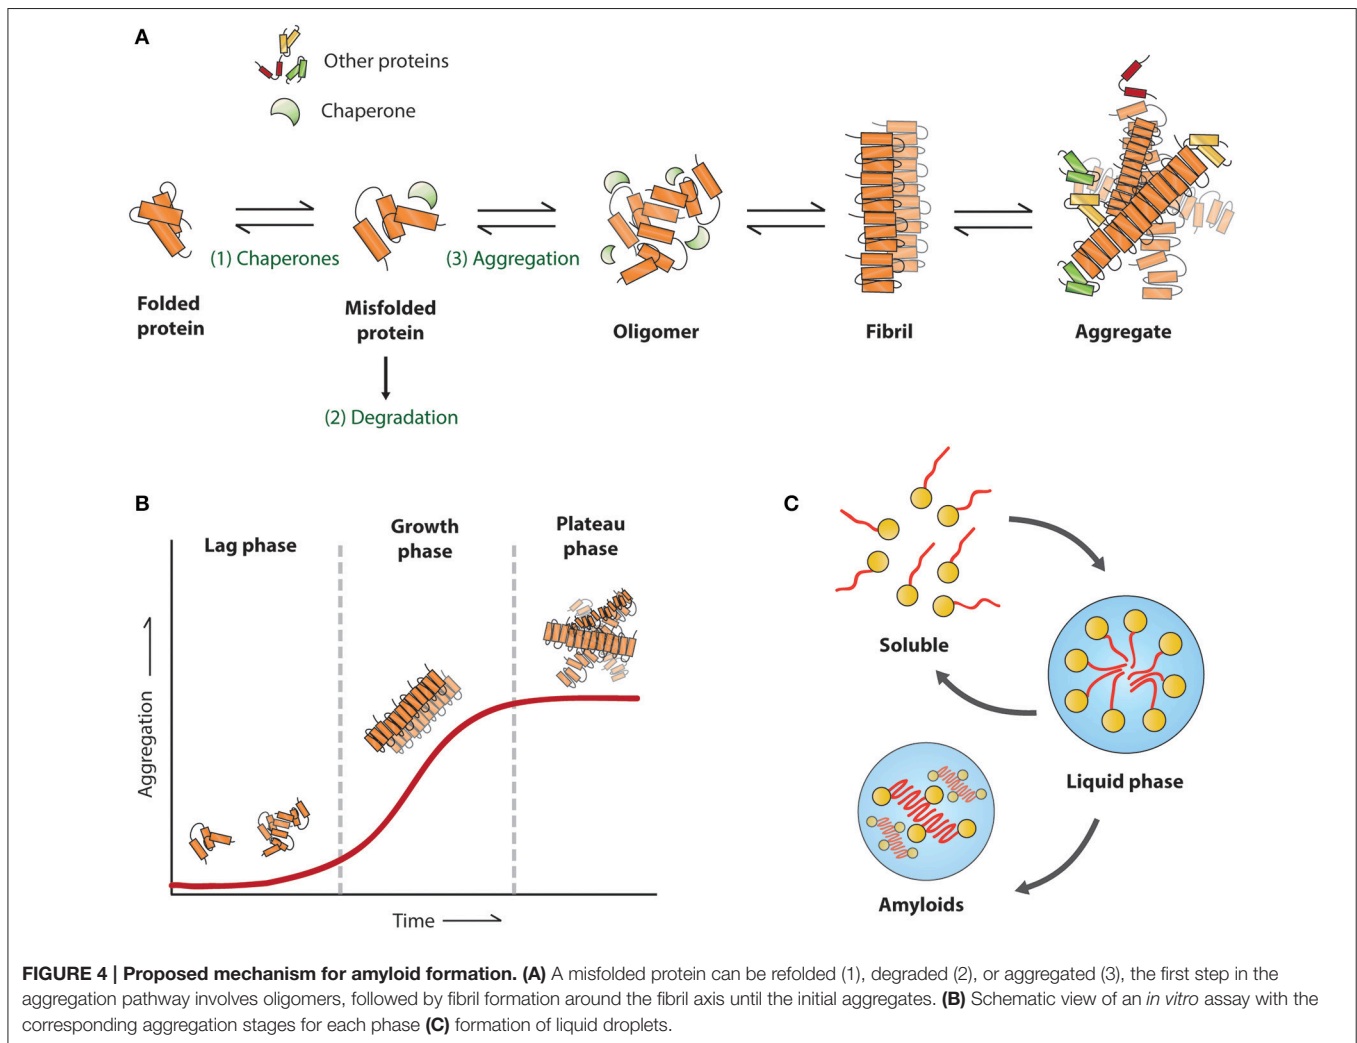 A
Other proteins
Chaperone
(1) Chaperones
(3) Aggregation
Folded
protein
Misfolded
protein
Oligomer
Fibril
Aggregate
(2) Degradation
B
Lag phase
Growth
phase
Plateau
phase
Aggregation
Time
C
Soluble
Liquid phase
Amyloids
FIGURE 4 | Proposed mechanism for amyloid formation. (A) A misfolded protein can be refolded (1), degraded (2), or aggregated (3), the first step in the
aggregation pathway involves oligomers, followed by fibril formation around the fibril axis until the initial aggregates. (B) Schematic view of an in vitro assay with the
corresponding aggregation stages for each phase (C) formation of liquid droplets.